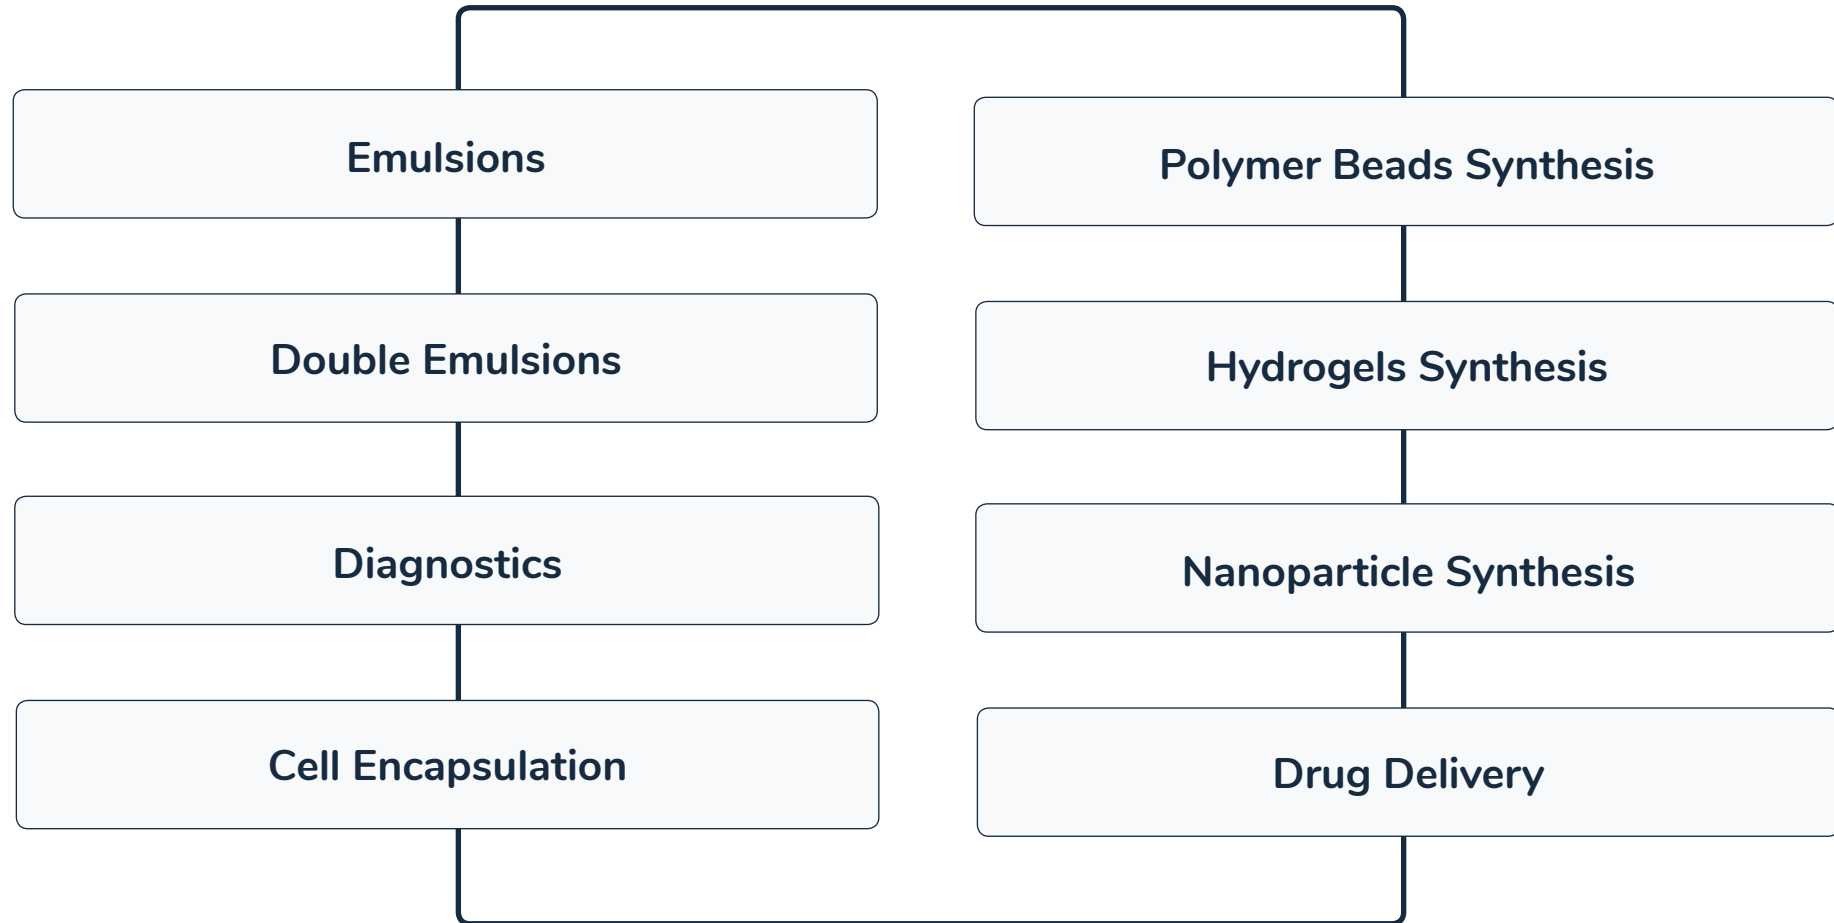 Emulsions
Double Emulsions
Diagnostics
Cell Encapsulation
Polymer Beads Synthesis
Hydrogels Synthesis
Nanoparticle Synthesis
Drug Delivery